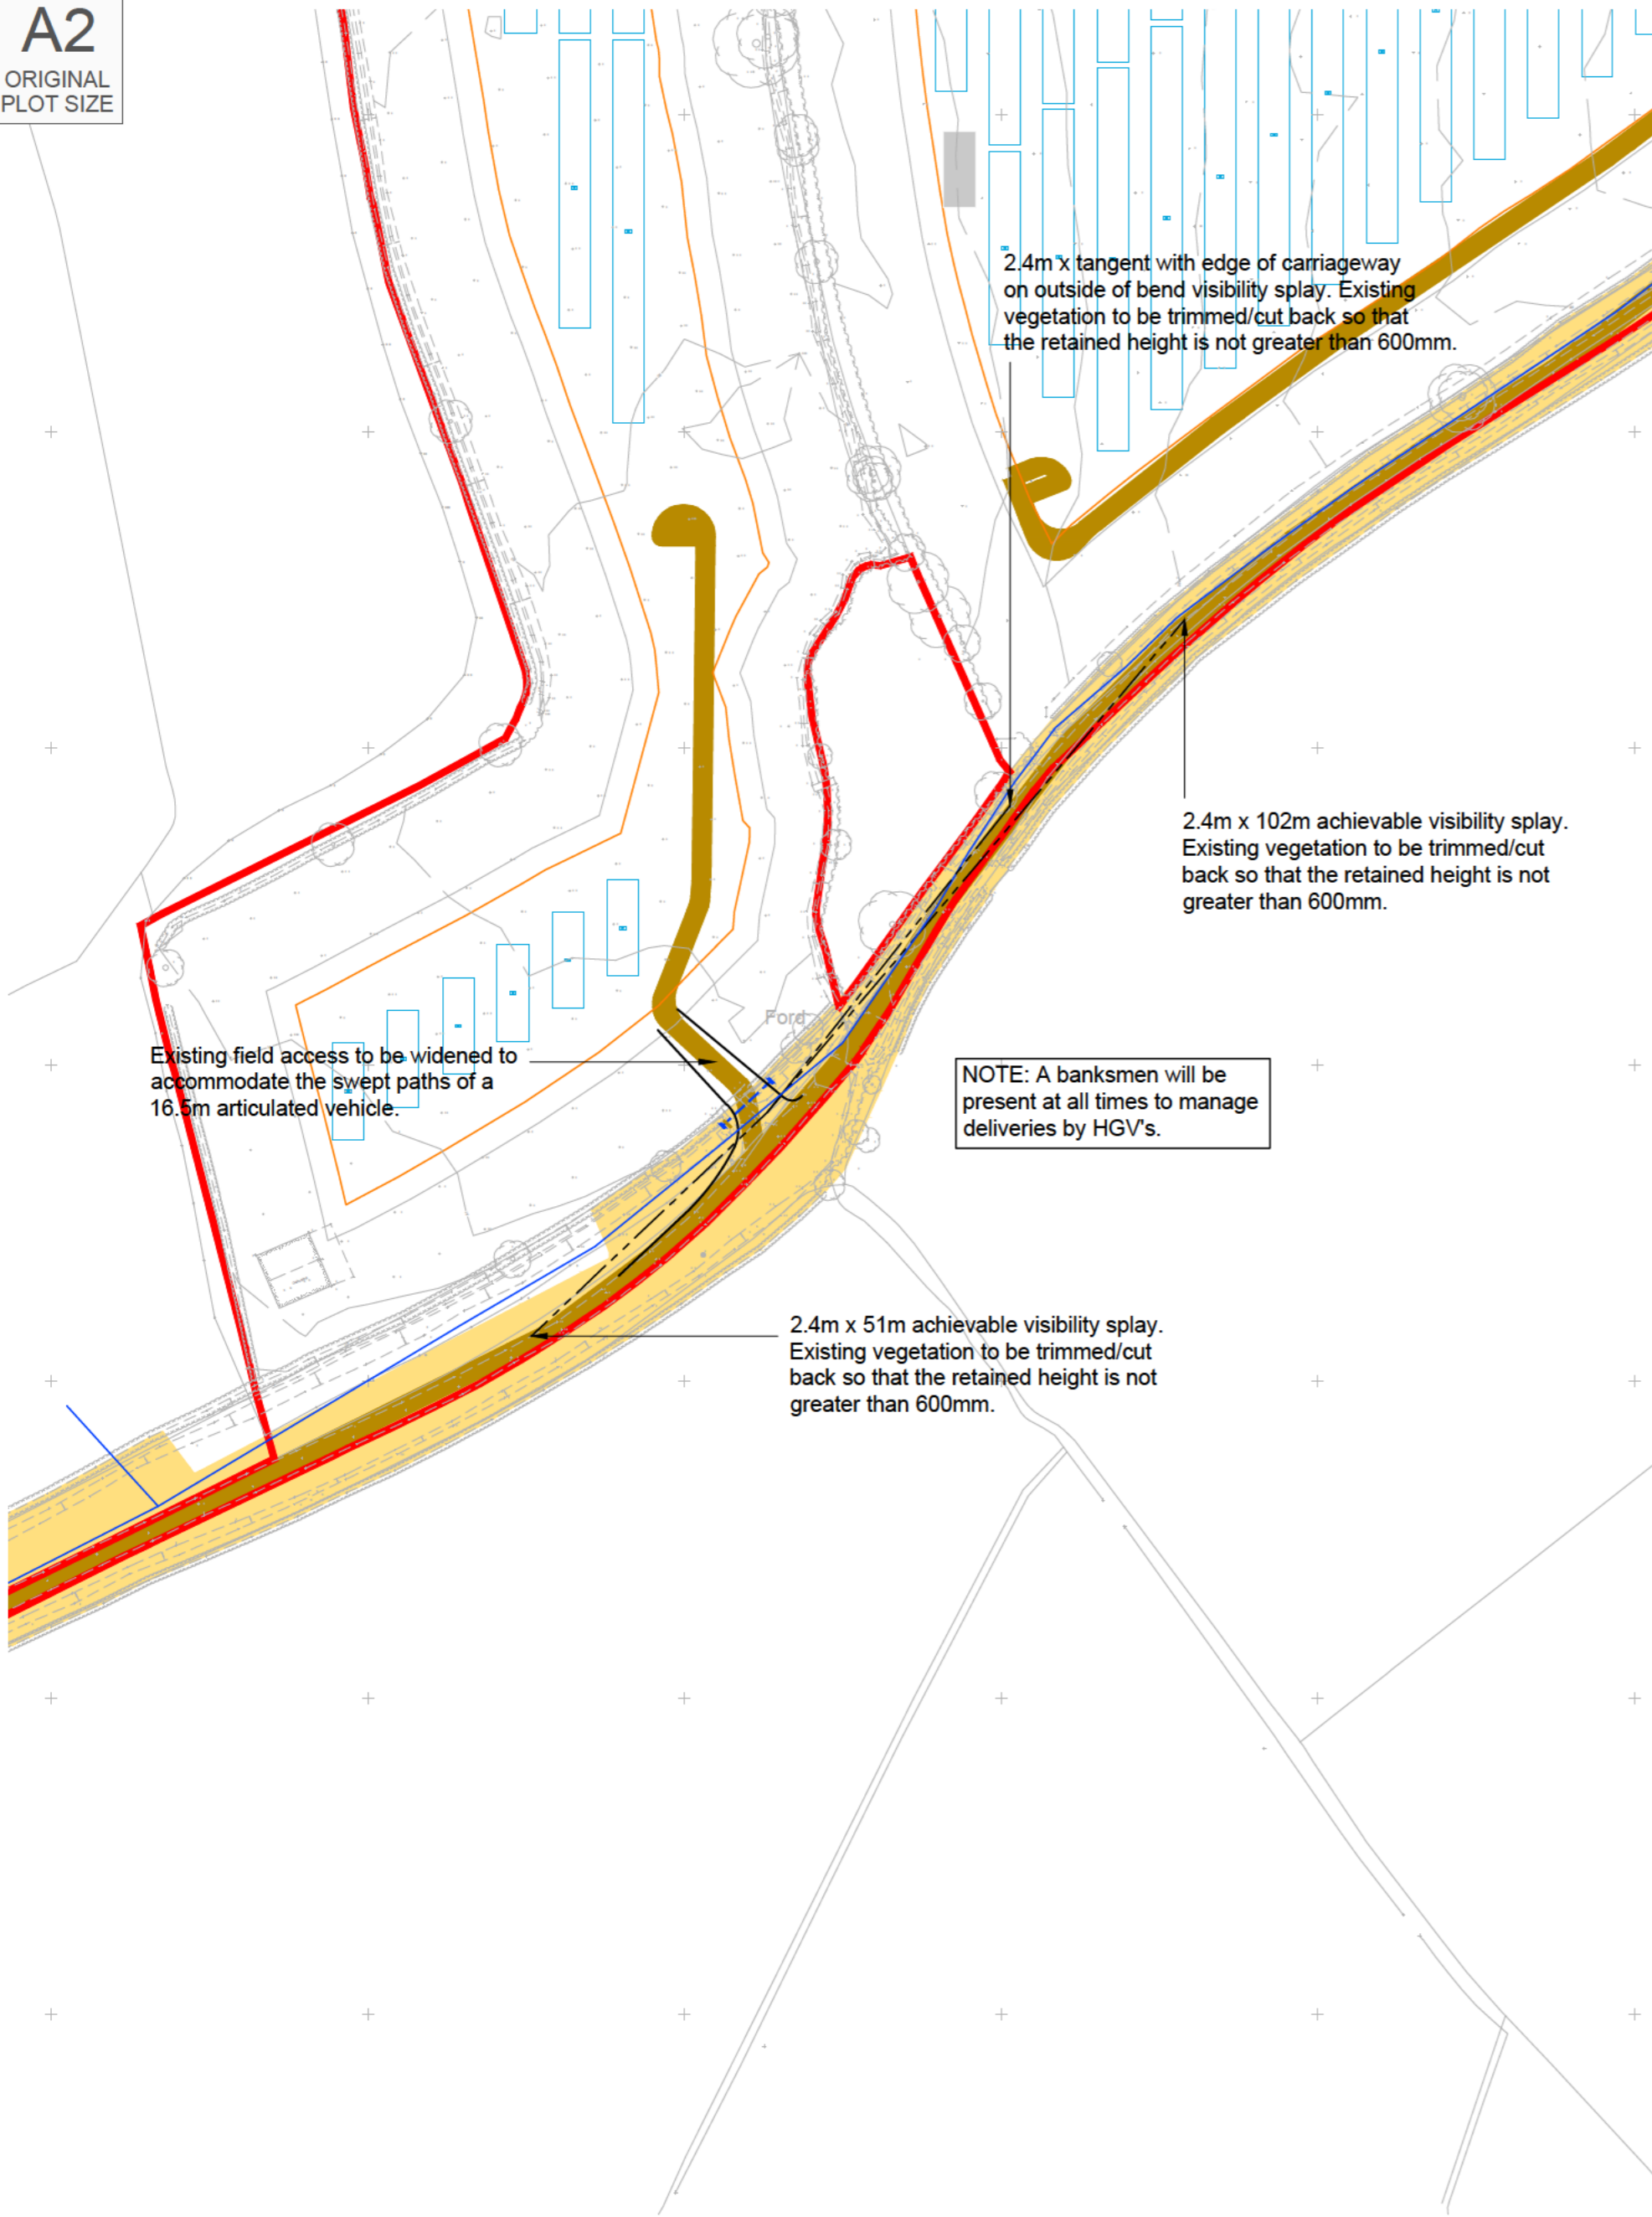 A2
ORIGINAL
PLOT SIZE
2.4m x tangent with edge of carriageway
on outside of bend visibility splay. Existing
vegetation to be trimmed/cut back so that
the retained height is not greater than 600mm.
2.4m x 102m achievable visibility splay.
Existing vegetation to be trimmed/cut
back so that the retained height is not
greater than 600mm.
Ford
Existing field access to be widened to
accommodate the swept paths of a
16.5m articulated vehicle.
NOTE: A banksmen will be
present at all times to manage
deliveries by HGV's.
2.4m x 51m achievable visibility splay.
Existing vegetation to be trimmed/cut
back so that the retained height is not
greater than 600mm.